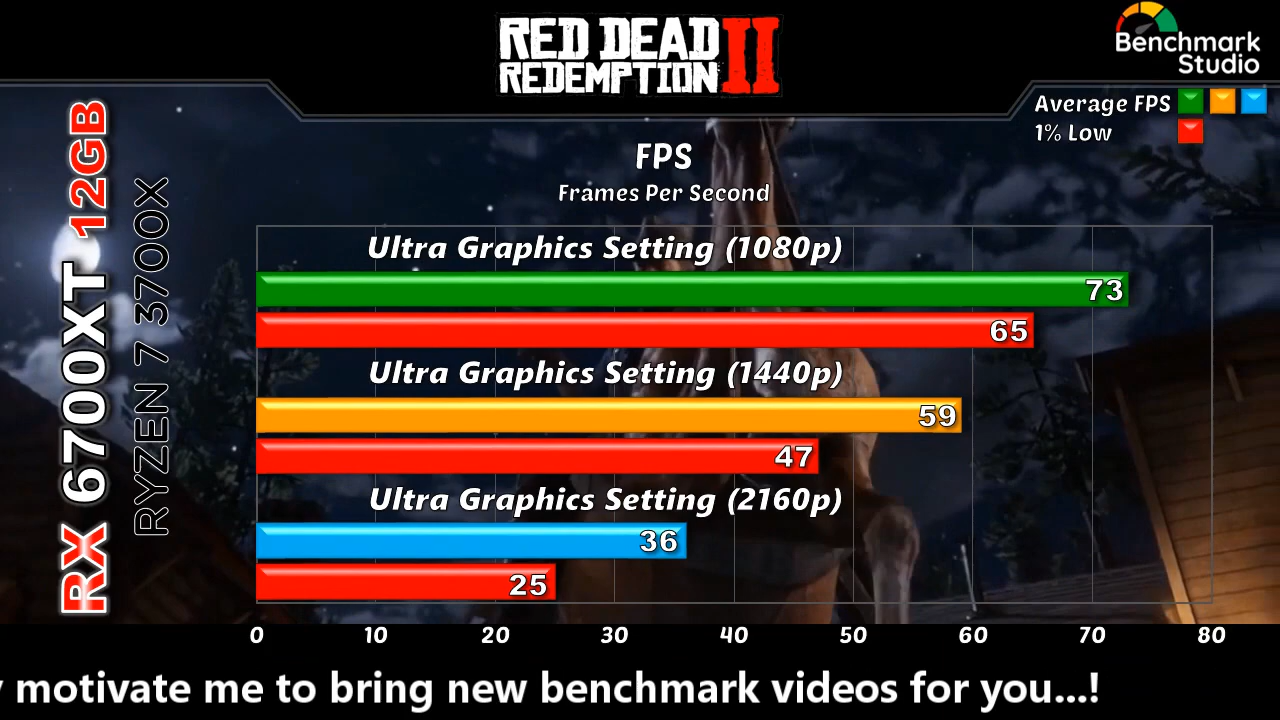 RED DEAD
REDEMPTION II
Benchmark
Studio
Average FPS
1% Low
FPS
Frames Per Second
RX 6700XT 12GB
RYZEN 7 3700X
Ultra Graphics Setting (1080p)
73
65
Ultra Graphics Setting (1440p)
59
47
Ultra Graphics Setting (2160p)
36
25
0 10 20 30 40 50 60 70 80
motivate me to bring new benchmark videos for you...!